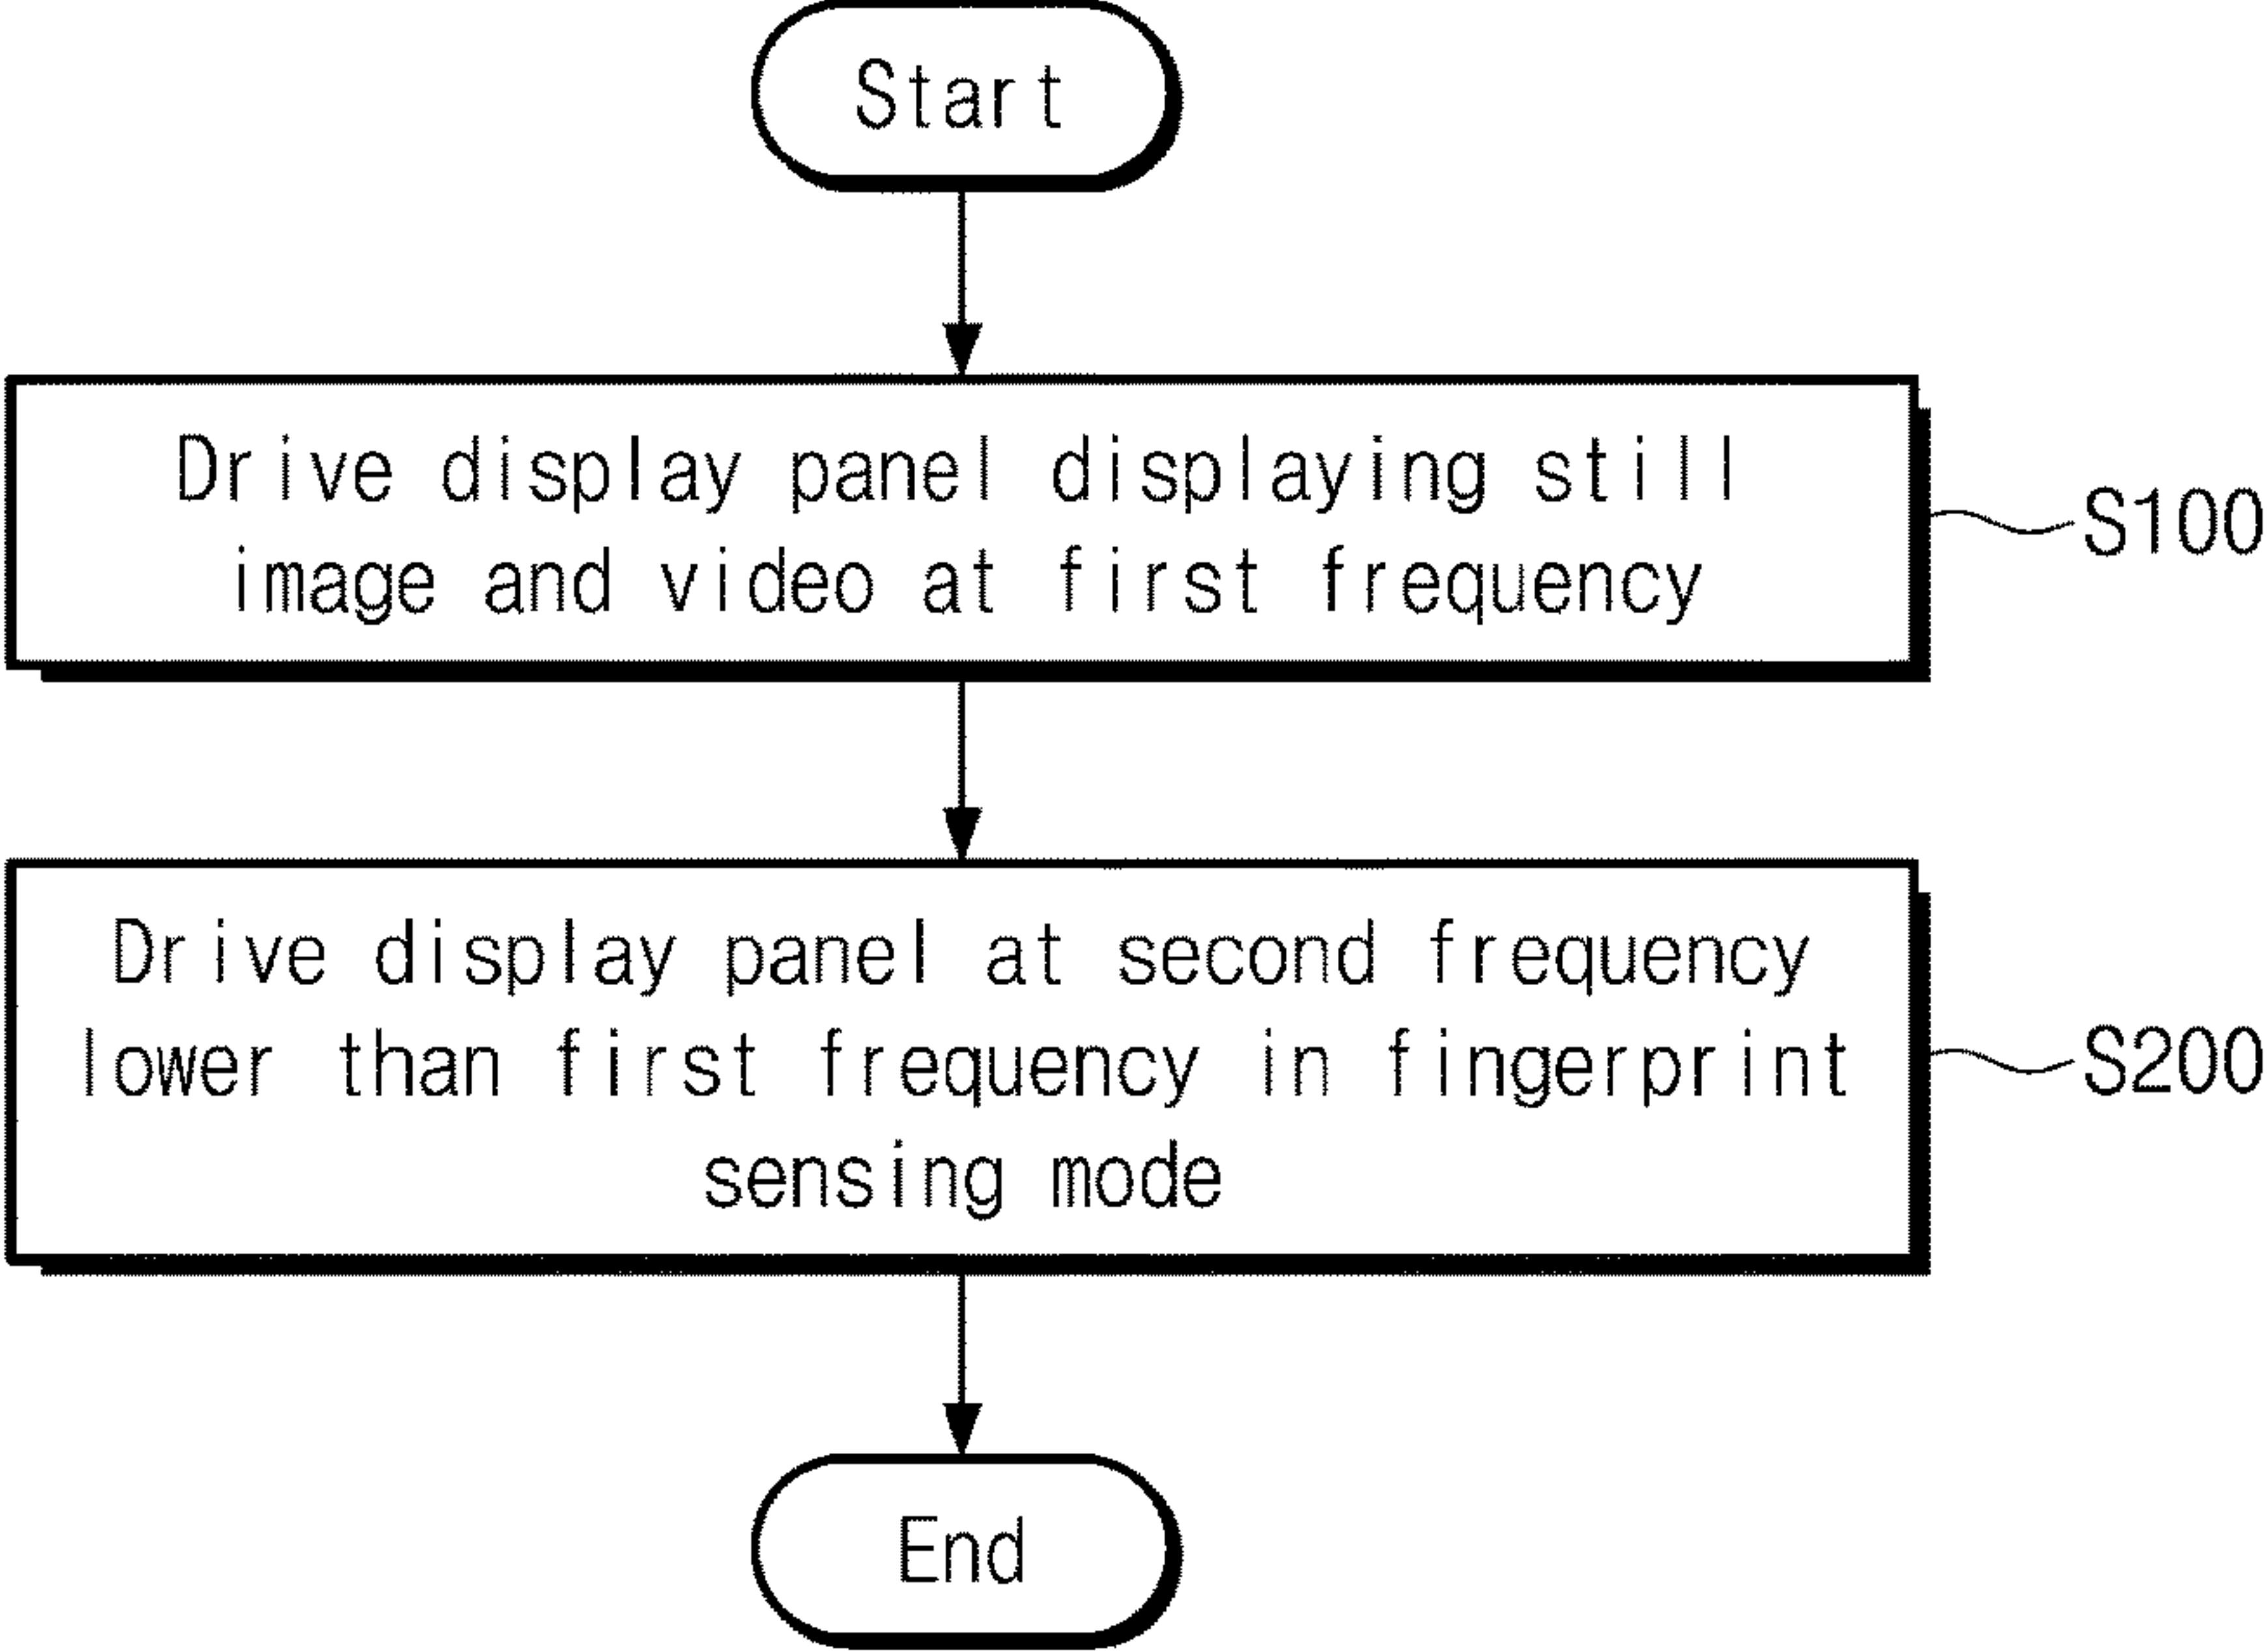 Start
Drive display panel displaying still
image and video at first frequency
S100
Drive display panel at second frequency
lower than first frequency in fingerprint
sensing mode
S200
End